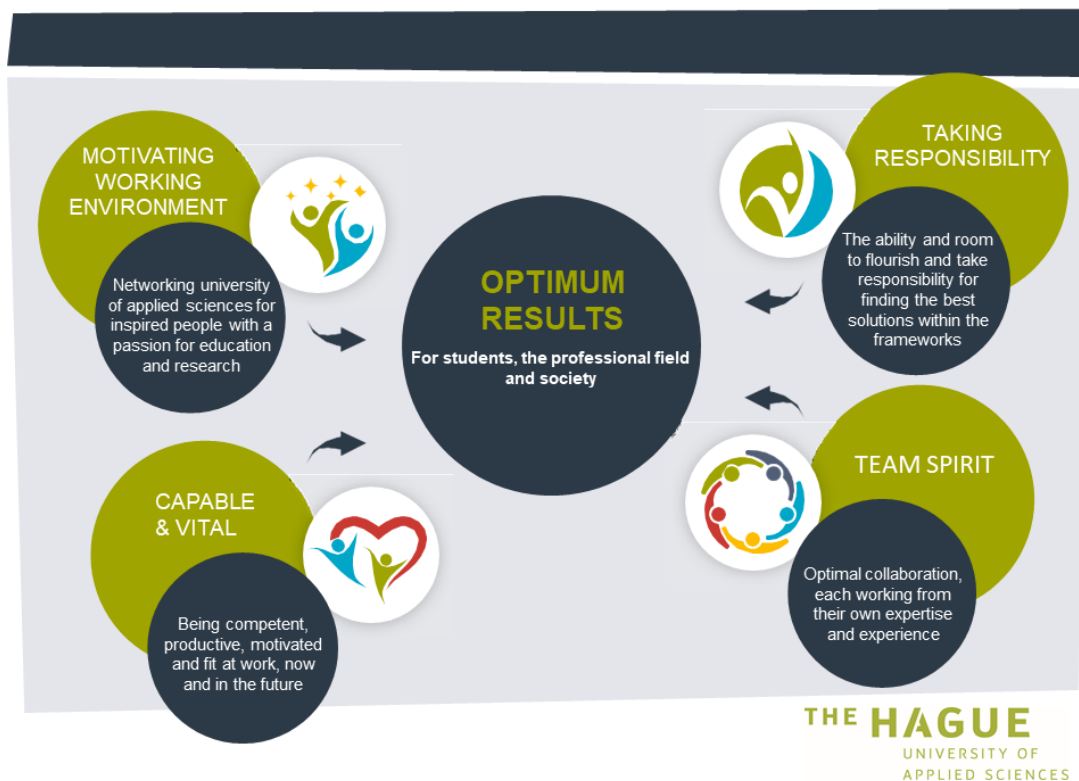 MOTIVATING
WORKING
ENVIRONMENT
Networking university
of applied sciences for
inspired people with a
passion for education
and research
CAPABLE
& VITAL
Being competent,
productive, motivated
and fit at work, now
and in the future
OPTIMUM
RESULTS
For students, the professional field
and society
TAKING
RESPONSIBILITY
The ability and room
to flourish and take
responsibility for
finding the best
solutions within the
frameworks
TEAM SPIRIT
Optimal collaboration,
each working from
their own expertise
and experience
THE HAGUE
UNIVERSITY OF
APPLIED SCIENCES